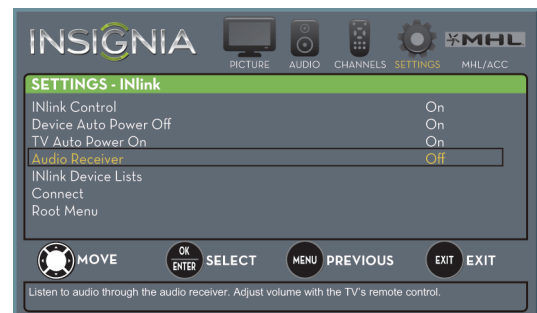 INSIGNIA
PICTURE AUDIO CHANNELS SETTINGS MHL MHL/ACC
SETTINGS - INlink
INlink Control On
Device Auto Power Off On
TV Auto Power On On
Audio Receiver Off
INlink Device Lists
Connect
Root Menu
MOVE OK ENTER SELECT MENU PREVIOUS EXIT EXIT
Listen to audio through the audio receiver. Adjust volume with the TV's remote control.